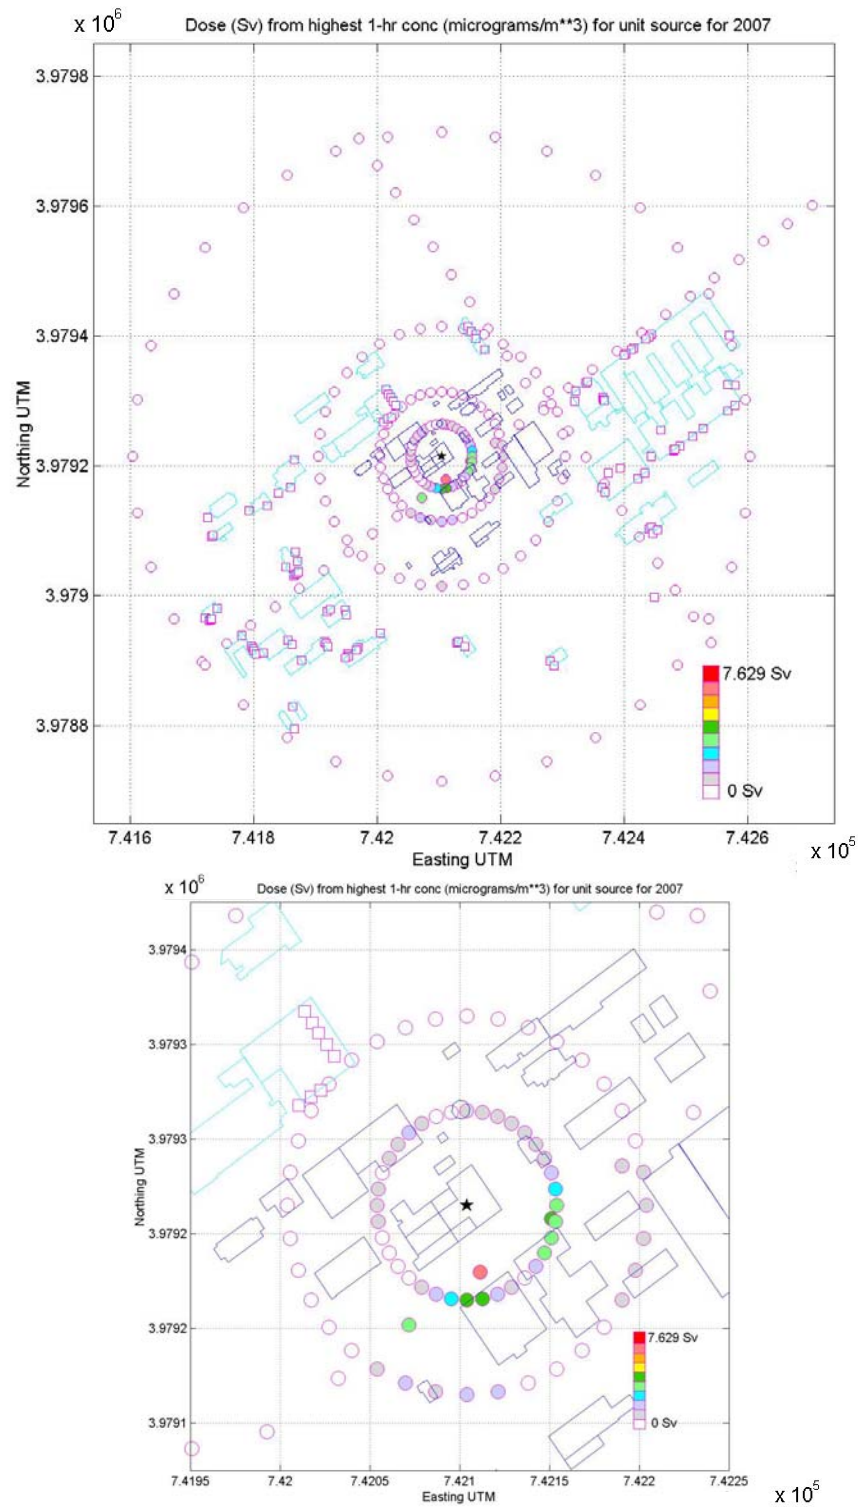 x 10^6
Dose (Sv) from highest 1-hr conc (micrograms/m**3) for unit source for 2007
3.9798
3.9796
3.9794
3.9792
3.979
3.9788
Northing UTM
7.629 Sv
0 Sv
7.416 7.418 7.42 7.422 7.424 7.426
Easting UTM
x 10^5
x 10^6
Dose (Sv) from highest 1-hr conc (micrograms/m**3) for unit source for 2007
3.9794
3.9793
3.9793
3.9792
3.9792
3.9791
Northing UTM
7.629 Sv
0 Sv
7.4195 7.42 7.4205 7.421 7.4215 7.422 7.4225
Easting UTM
x 10^5